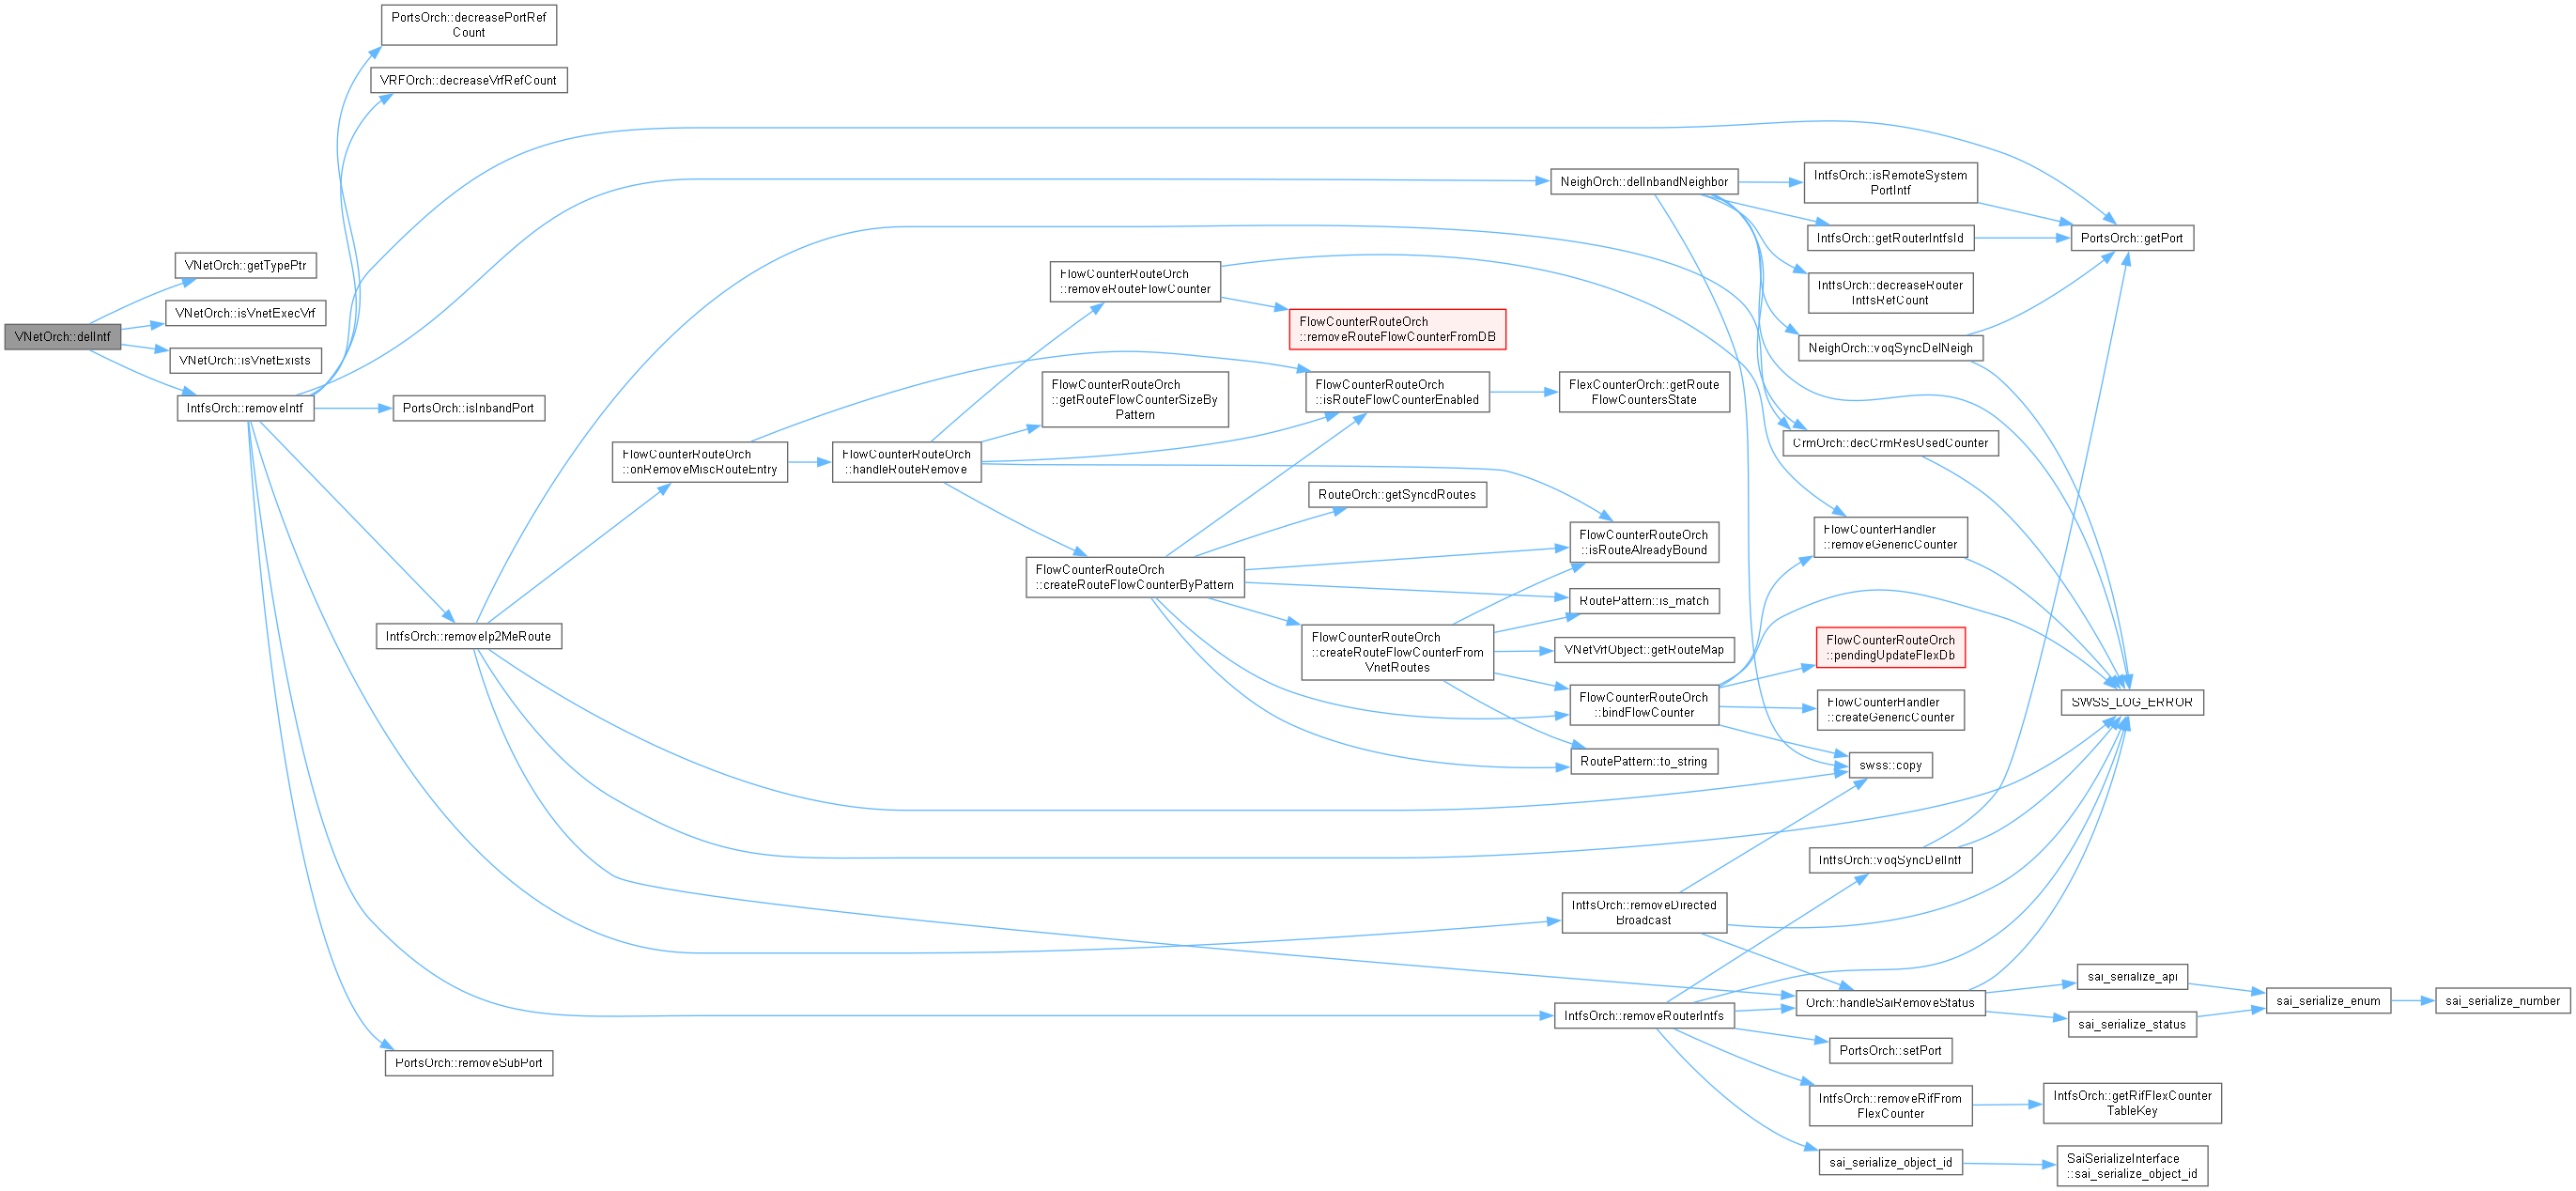 PortsOrch::decreasePortRef
Count
VRFOrch::decreaseVrfRefCount
VNetOrch::getTypePtr
VNetOrch::isVnetExecVrf
VNetOrch::delIntf
VNetOrch::isVnetExists
IntfsOrch::removeIntf
PortsOrch::isInbandPort
IntfsOrch::removeIp2MeRoute
PortsOrch::removeSubPort
FlowCounterRouteOrch
::onRemoveMiscRouteEntry
FlowCounterRouteOrch
::handleRouteRemove
FlowCounterRouteOrch
::removeRouteFlowCounter
FlowCounterRouteOrch
::getRouteFlowCounterSizeBy
Pattern
FlowCounterRouteOrch
::createRouteFlowCounterByPattern
FlowCounterRouteOrch
::removeRouteFlowCounterFromDB
FlowCounterRouteOrch
::isRouteFlowCounterEnabled
RouteOrch::getSyncdRoutes
FlowCounterRouteOrch
::createRouteFlowCounterFrom
VnetRoutes
NeighOrch::delInbandNeighbor
FlexCounterOrch::getRoute
FlowCountersState
FlowCounterRouteOrch
::isRouteAlreadyBound
RoutePattern::is_match
VNetVrfObject::getRouteMap
FlowCounterRouteOrch
::bindFlowCounter
RoutePattern::to_string
IntfsOrch::removeDirected
Broadcast
IntfsOrch::removeRouterIntfs
IntfsOrch::isRemoteSystem
PortIntf
IntfsOrch::getRouterIntfsId
IntfsOrch::decreaseRouter
IntfsRefCount
NeighOrch::voqSyncDelNeigh
CrmOrch::decCrmResUsedCounter
FlowCounterHandler
::removeGenericCounter
FlowCounterRouteOrch
::pendingUpdateFlexDb
FlowCounterHandler
::createGenericCounter
swss::copy
IntfsOrch::voqSyncDelIntf
Orch::handleSaiRemoveStatus
PortsOrch::setPort
IntfsOrch::removeRifFrom
FlexCounter
sai_serialize_object_id
PortsOrch::getPort
SWSS_LOG_ERROR
sai_serialize_api
sai_serialize_status
IntfsOrch::getRifFlexCounter
TableKey
SaiSerializeInterface
::sai_serialize_object_id
sai_serialize_enum
sai_serialize_number